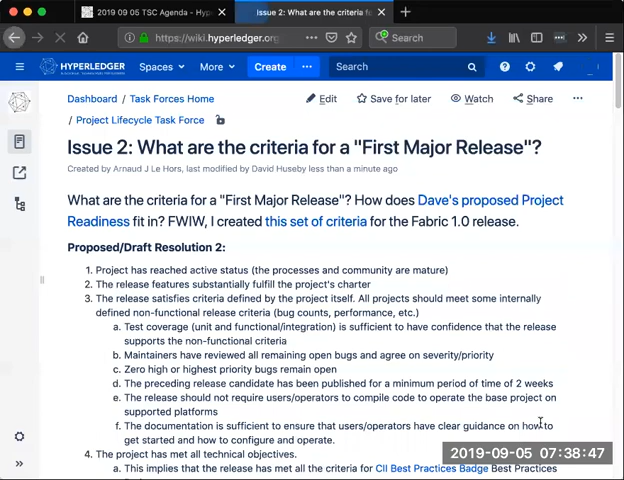 2019 09 05 TSC Agenda - Hyp
Issue 2: What are the criteria fo
https://wiki.hyperledger.org
Search
HYPERLEDGER
Spaces
More
Create
Search
Dashboard / Task Forces Home
Edit
Save for later
Watch
Share
/ Project Lifecycle Task Force
Issue 2: What are the criteria for a "First Major Release"?
Created by Arnaud J Le Hors, last modified by David Huseby less than a minute ago
What are the criteria for a "First Major Release"? How does Dave's proposed Project
Readiness fit in? FWIW, I created this set of criteria for the Fabric 1.0 release.
Proposed/Draft Resolution 2:
1. Project has reached active status (the processes and community are mature)
2. The release features substantially fulfill the project's charter
3. The release satisfies criteria defined by the project itself. All projects should meet some internally
defined non-functional release criteria (bug counts, performance, etc.)
a. Test coverage (unit and functional/integration) is sufficient to have confidence that the release
supports the non-functional criteria
b. Maintainers have reviewed all remaining open bugs and agree on severity/priority
c. Zero high or highest priority bugs remain open
d. The preceding release candidate has been published for a minimum period of time of 2 weeks
e. The release should not require users/operators to compile code to operate the base project on
supported platforms
f. The documentation is sufficient to ensure that users/operators have clear guidance on how to
get started and how to configure and operate.
4. The project has met all technical objectives.
a. This implies that the release has met all the criteria for CII Best Practices Badge Best Practices
2019-09-05 07:38:47